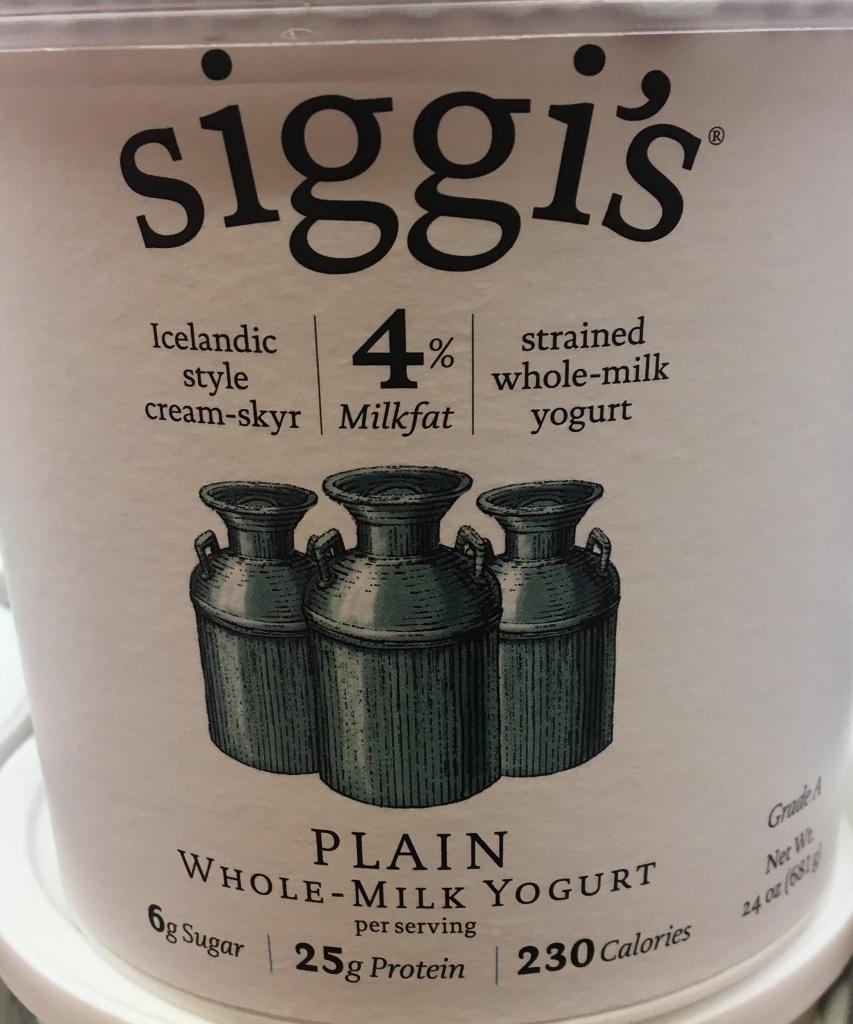 siggi's®
Icelandic
style
cream-skyr
4%
Milkfat
strained
whole-milk
yogurt
PLAIN
WHOLE-MILK YOGURT
per serving
6g Sugar
25g Protein
230 Calories
Grade A
Net Wt.
24 oz (681g)